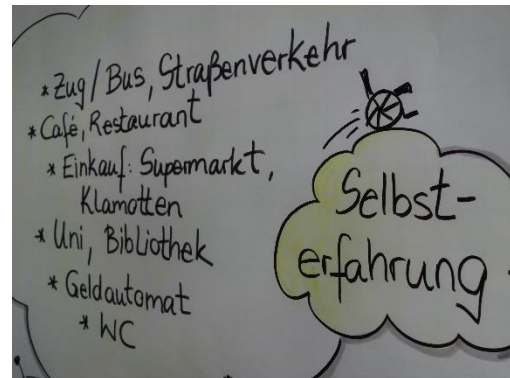 * Zug/Bus, Straßenverkehr
* Café, Restaurant
* Einkauf: Supermarkt,
Klamotten
* Uni, Bibliothek
* Geldautomat
* WC
Selbst-
erfahrung